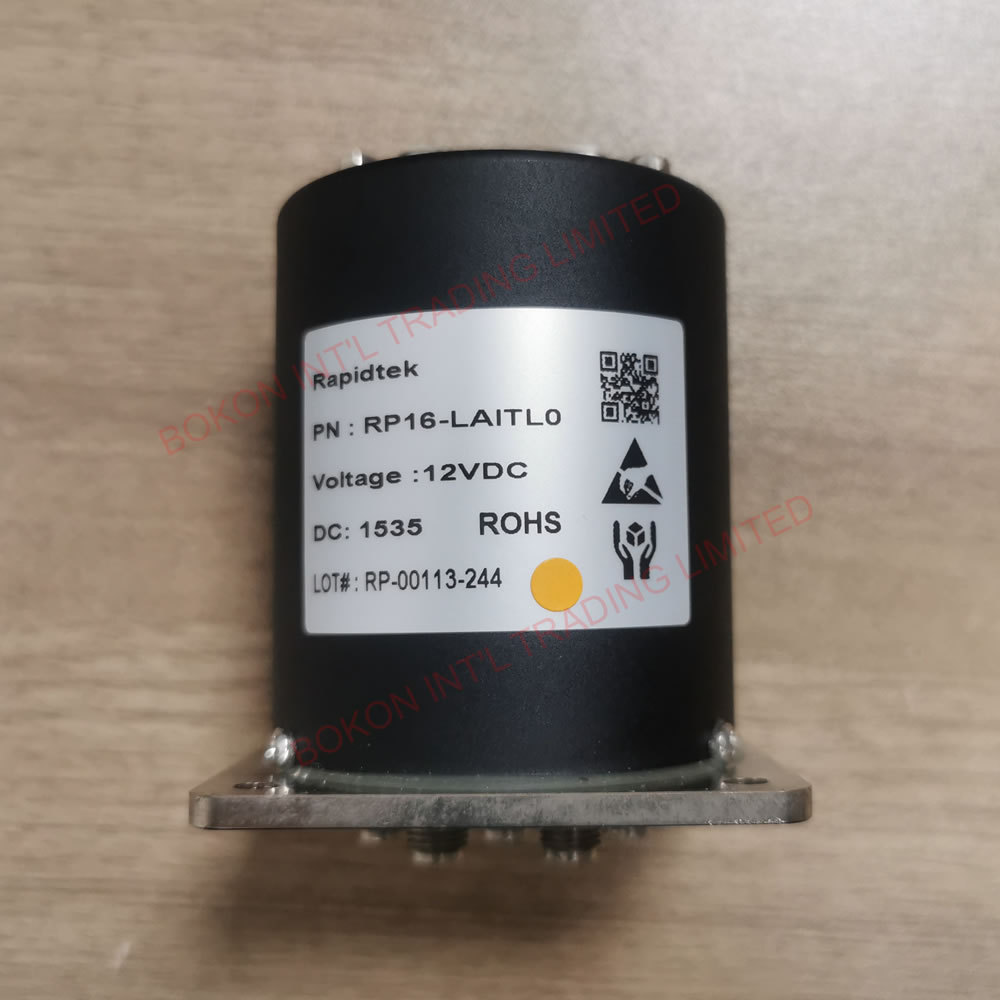 BOKON INT'L TRADING LIMITED
Rapidtek
PN : RP16-LAITL0
Voltage :12VDC
DC: 1535 ROHS
LOT# : RP-00113-244
BOKON INT'L TRADING LIMITED